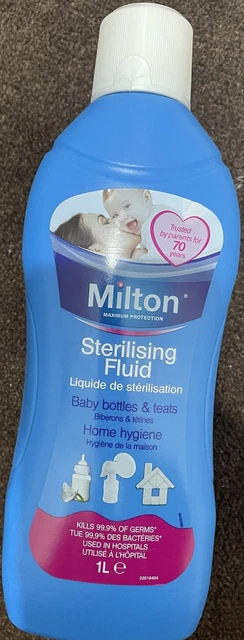 Trusted
by parents for
70
years
Milton®
MAXIMUM PROTECTION
Sterilising
Fluid
Liquide de stérilisation
Baby bottles & teats
Biberons & tétines
Home hygiene
Hygiène de la maison
KILLS 99.9% OF GERMS*
TUE 99,9% DES BACTÉRIES*
USED IN HOSPITALS
UTILISÉ À L'HÔPITAL
1L ℮